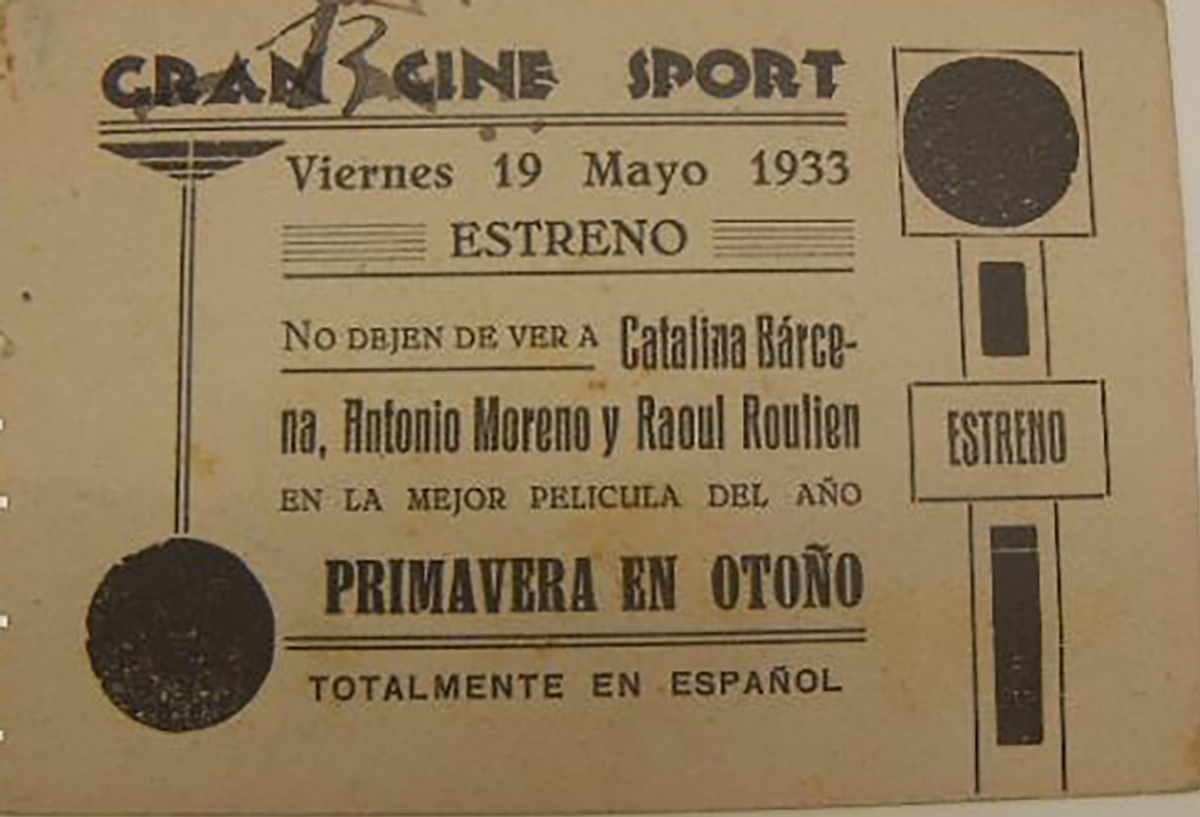 GRAN CINE SPORT
Viernes 19 Mayo 1933
ESTRENO
NO DEJEN DE VER A Catalina Bárce-
na, Antonio Moreno y Raoul Roulien
EN LA MEJOR PELICULA DEL AÑO
PRIMAVERA EN OTOÑO
TOTALMENTE EN ESPAÑOL
ESTRENO